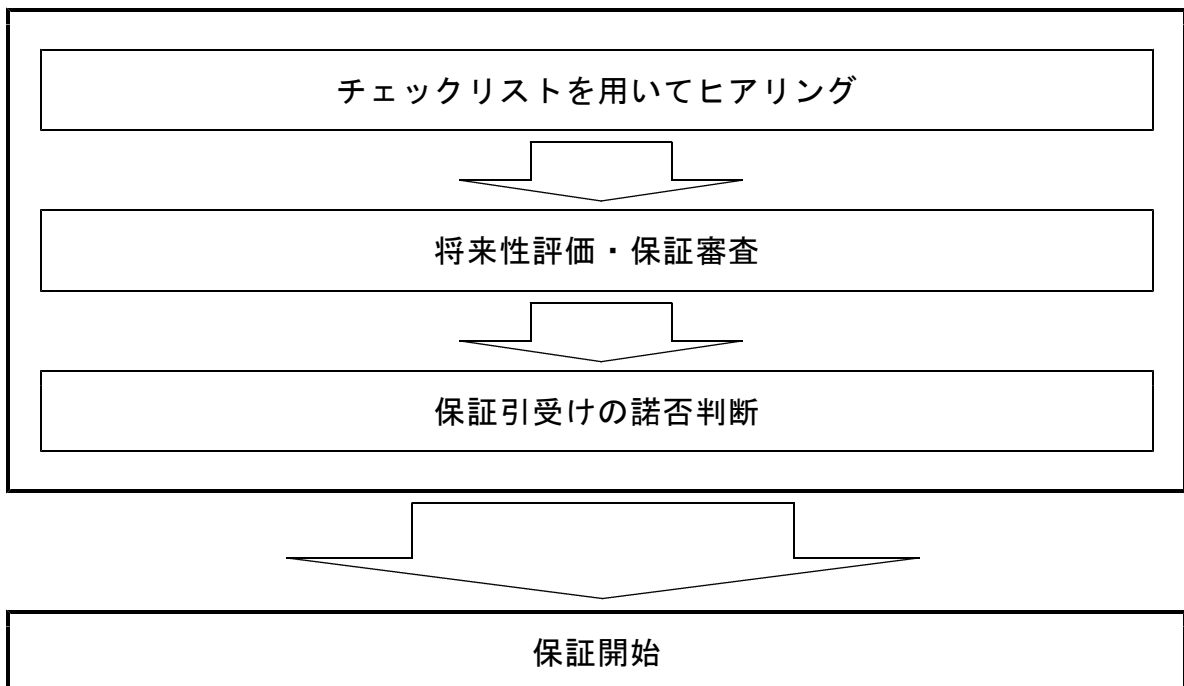 チェックリストを用いてヒアリング
将来性評価・保証審査
保証引受けの諾否判断
保証開始